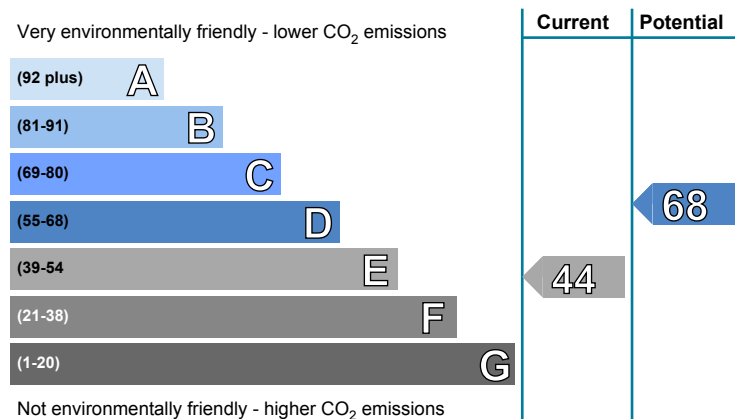 Very environmentally friendly - lower CO₂ emissions
Current
Potential
(92 plus) A
(81-91) B
(69-80) C
(55-68) D
(39-54 E
(21-38) F
(1-20) G
44
68
Not environmentally friendly - higher CO₂ emissions